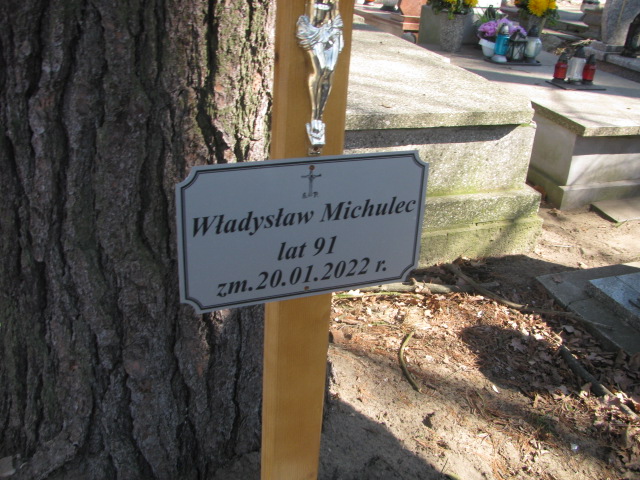 Władysław Michulec
lat 91
zm.20.01.2022 r.